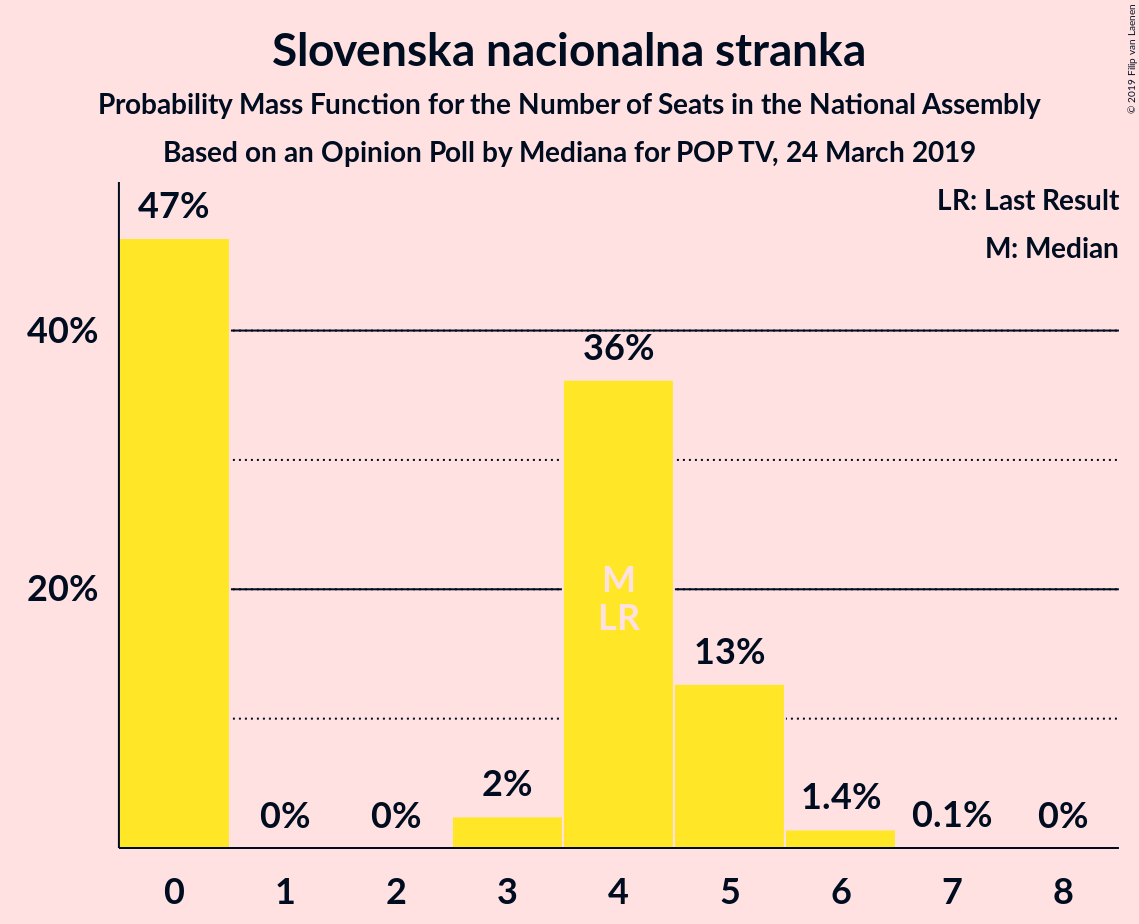 Slovenska nacionalna stranka
Probability Mass Function for the Number of Seats in the National Assembly
Based on an Opinion Poll by Mediana for POP TV, 24 March 2019
© 2019 Filip van Laenen
LR: Last Result
M: Median
47%
40%
36%
20%
M
LR
13%
2%
1.4%
0%
0%
0.1%
0%
0 1 2 3 4 5 6 7 8